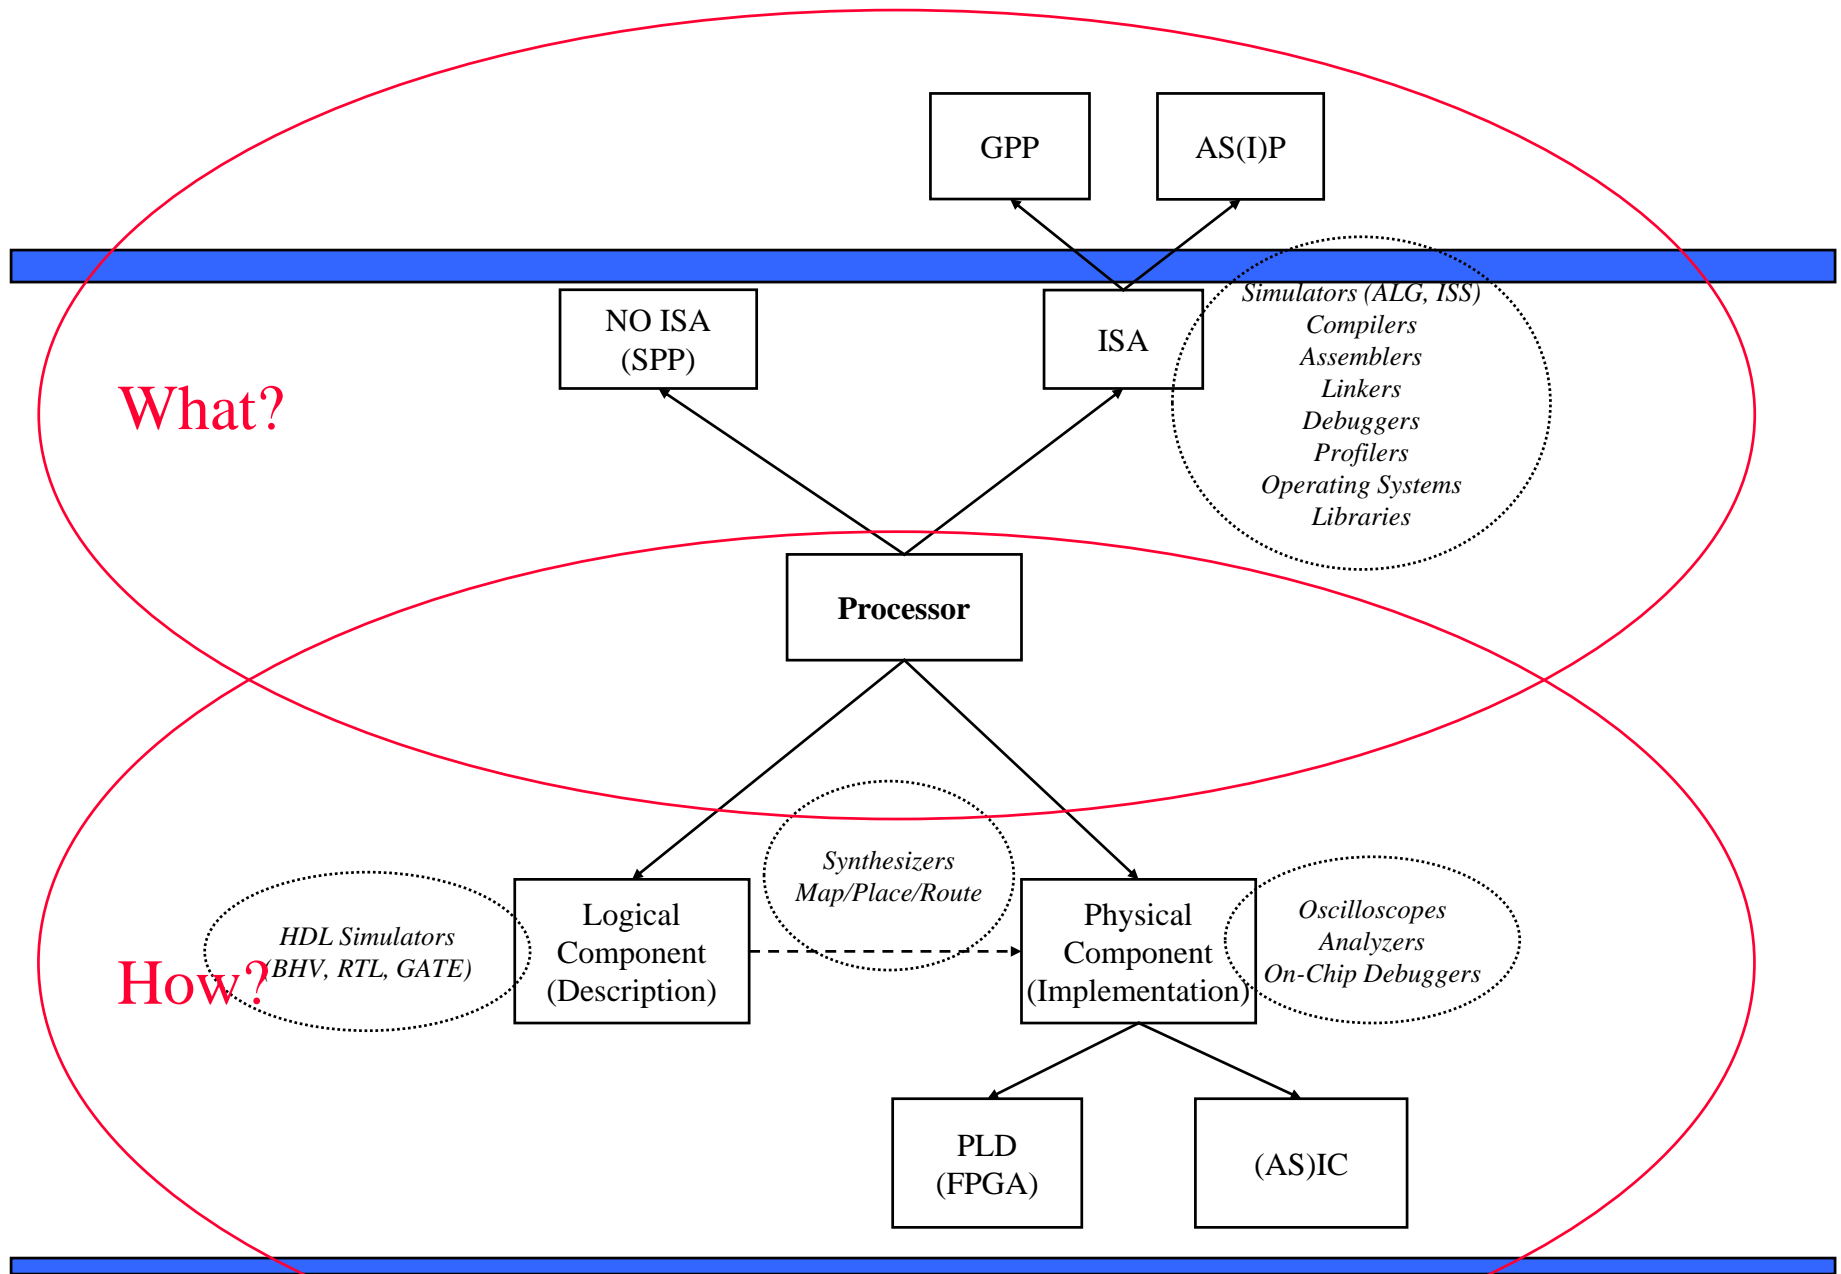 GPP
AS(I)P
NO ISA
(SPP)
ISA
Simulators (ALG, ISS)
Compilers
Assemblers
Linkers
Debuggers
Profilers
Operating Systems
Libraries
What?
Processor
Synthesizers
Map/Place/Route
HDL Simulators
(BHV, RTL, GATE)
How?
Logical
Component
(Description)
Physical
Component
(Implementation)
Oscilloscopes
Analyzers
On-Chip Debuggers
PLD
(FPGA)
(AS)IC